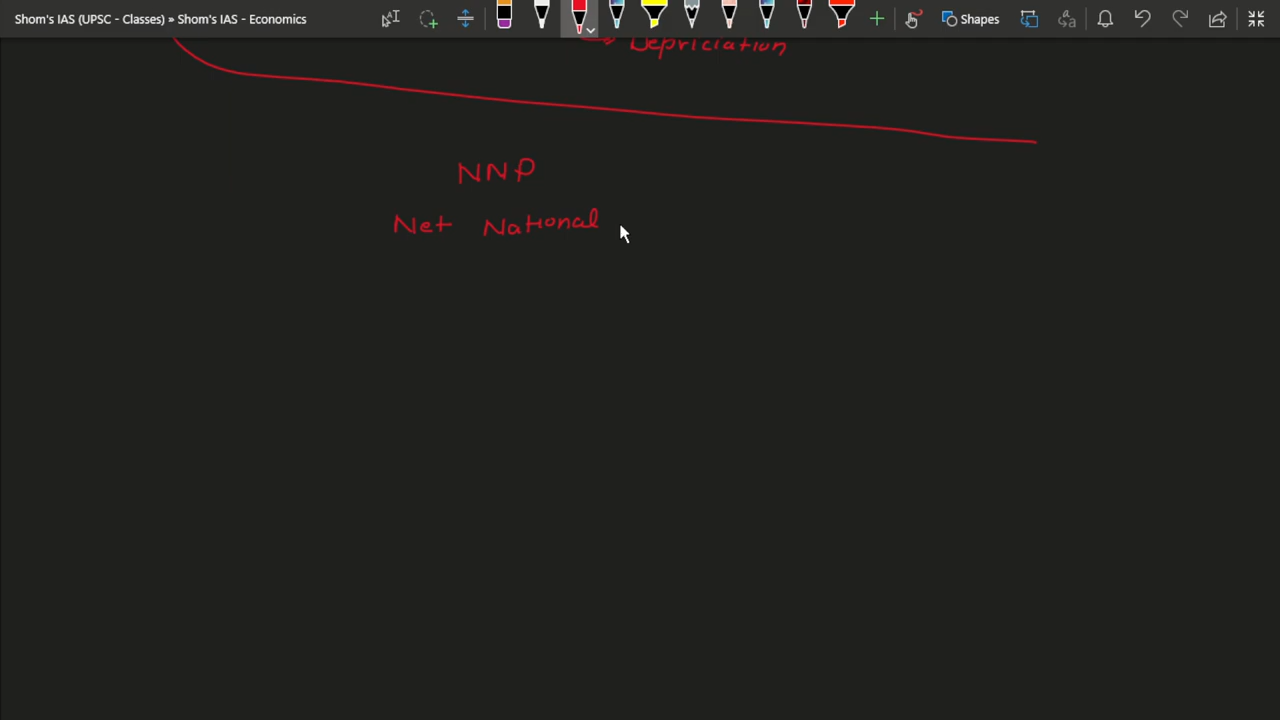 Shom's IAS (UPSC - Classes) » Shom's IAS - Economics
Shapes
Depriciation
NNP
Net National